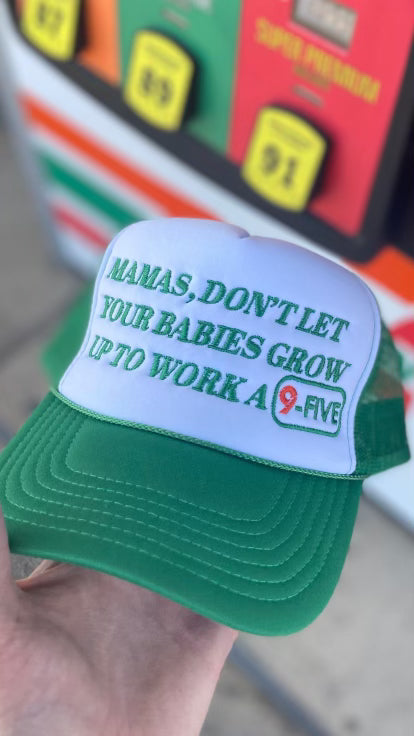 87
89
SUPER PREMIUM
91
MAMAS, DON'T LET
YOUR BABIES GROW
UP TO WORK A 9-FIVE